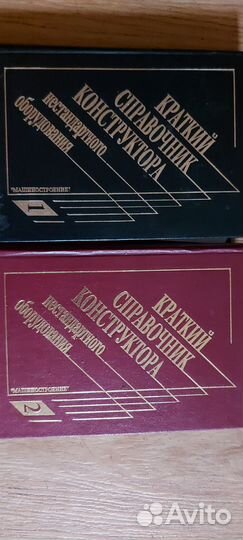 КРАТКИЙ
СПРАВОЧНИК
КОНСТРУКТОРА
нестандартного
оборудования
"МАШИНОСТРОЕНИЕ"
1
КРАТКИЙ
СПРАВОЧНИК
КОНСТРУКТОРА
нестандартного
оборудования
"МАШИНОСТРОЕНИЕ"
2
Avito